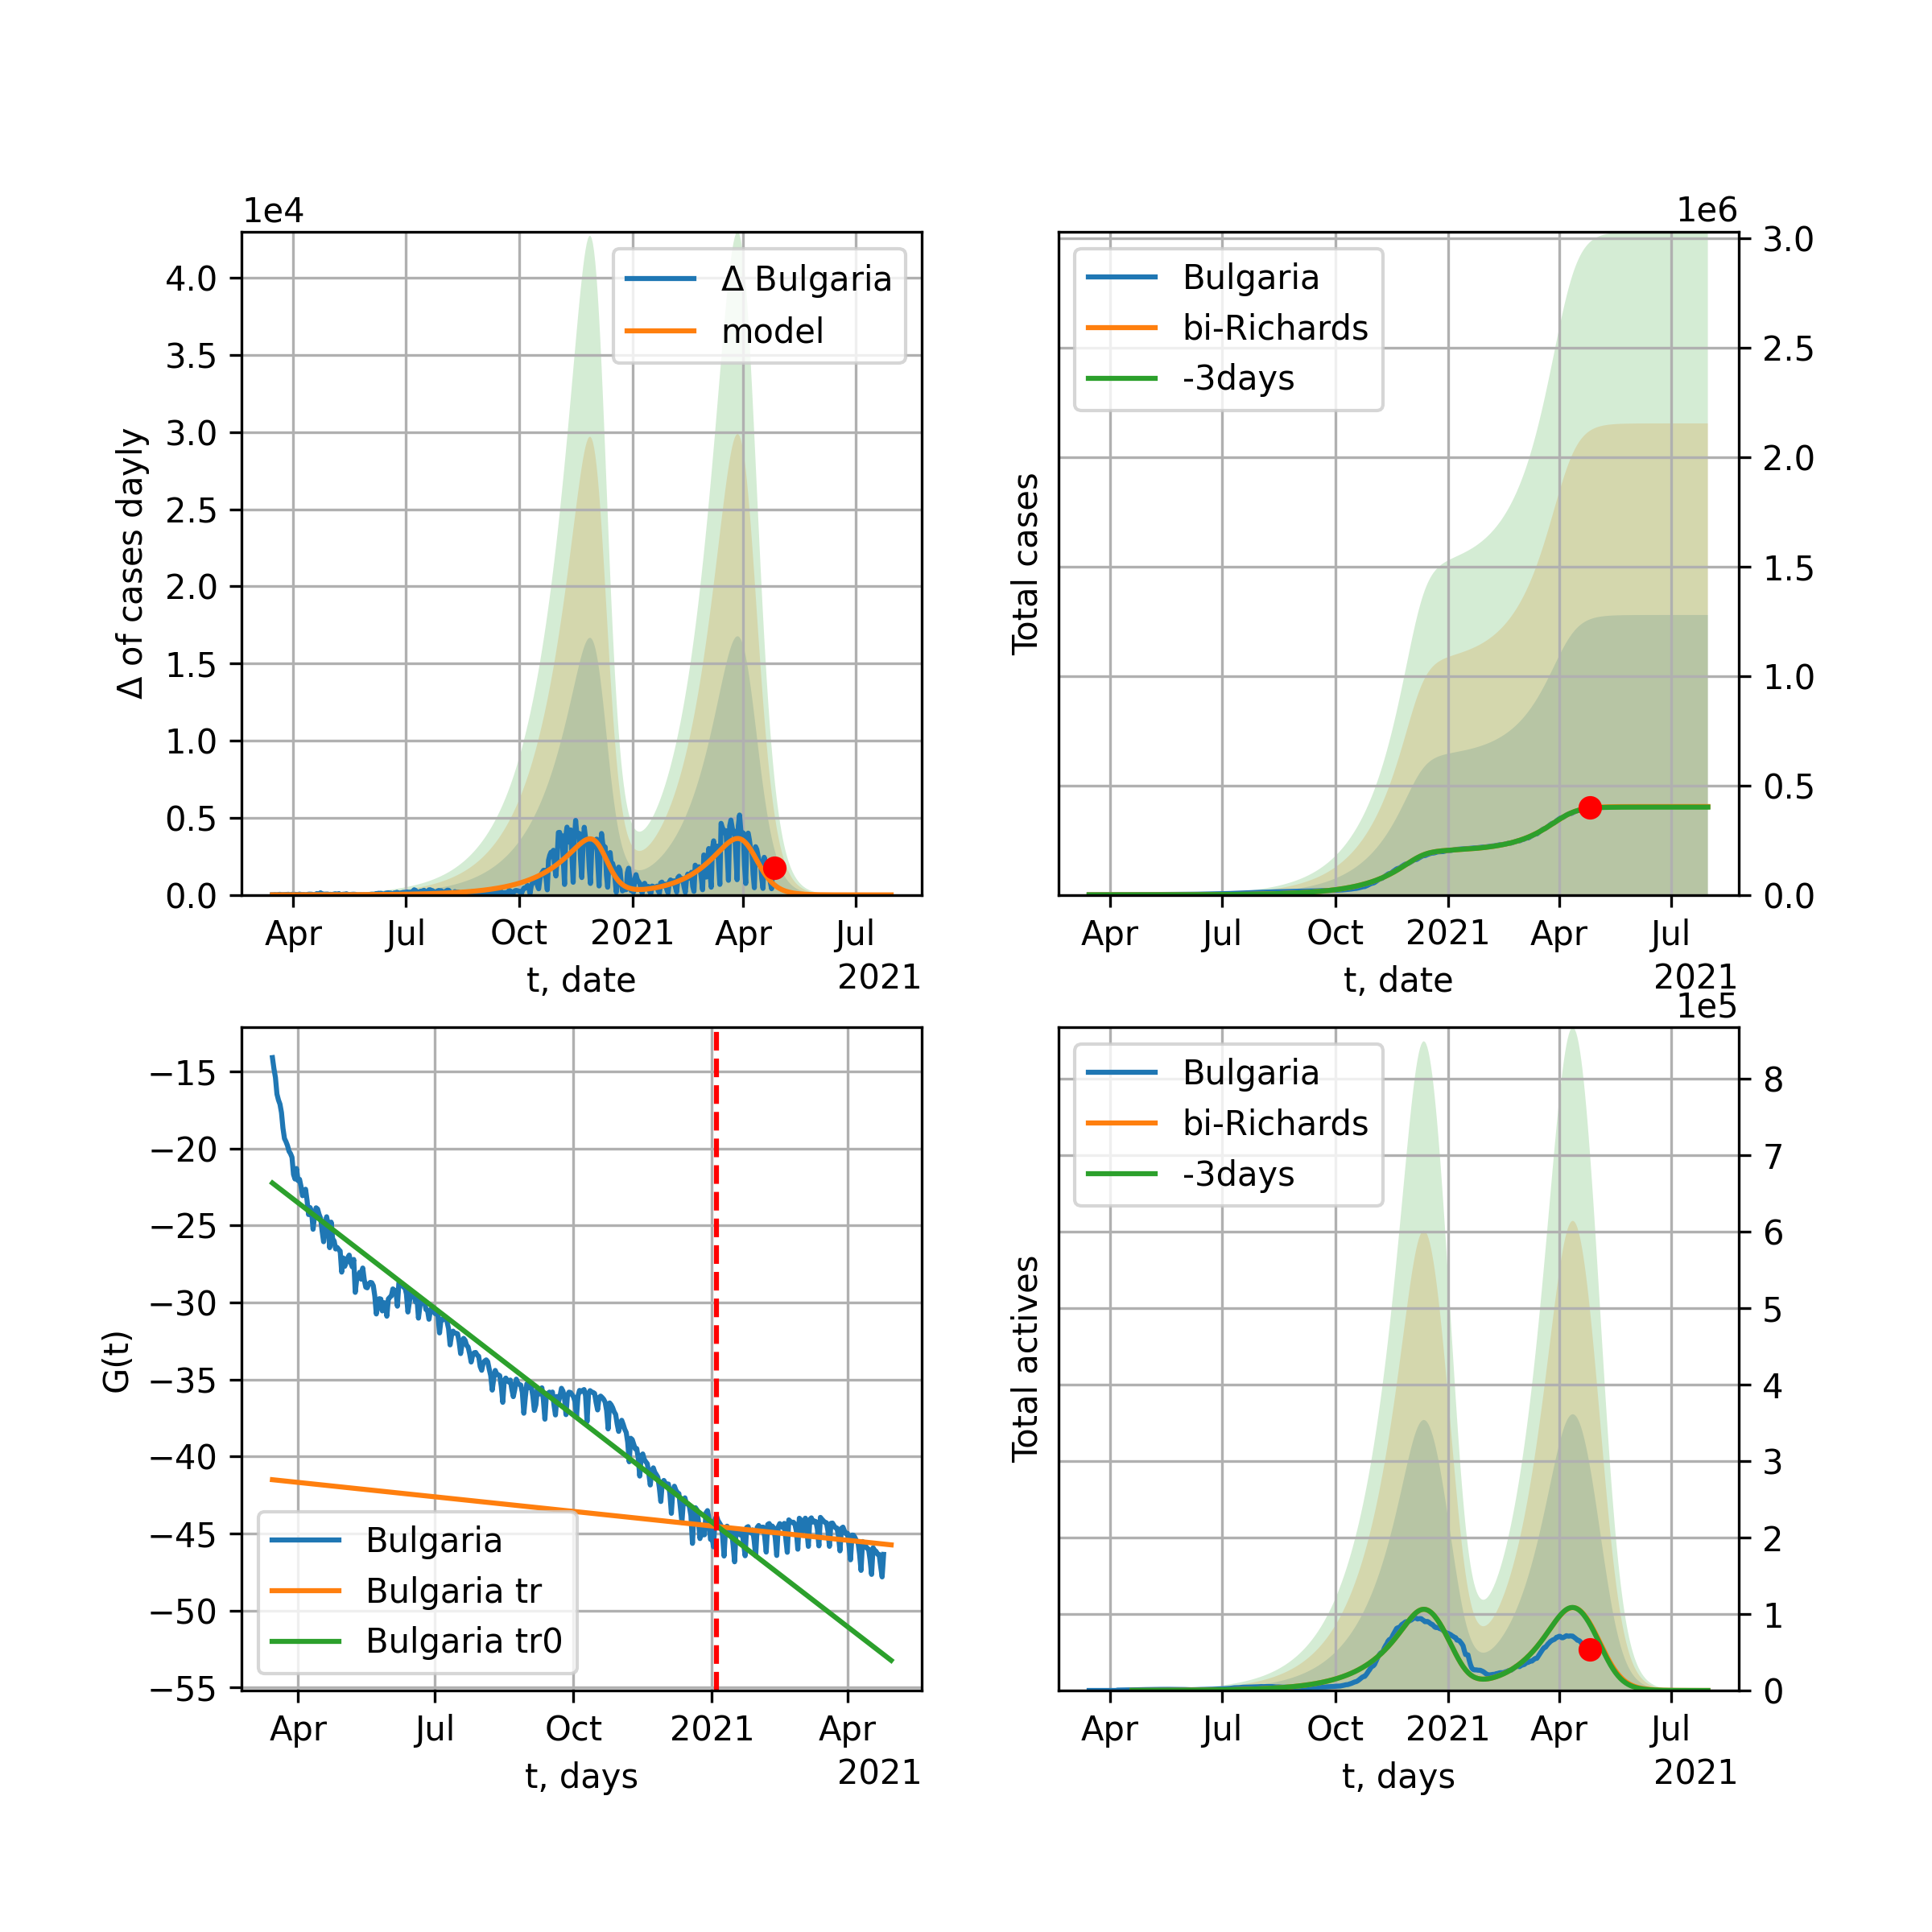 1e4
Δ of cases dayly
4.0
3.5
3.0
2.5
2.0
1.5
1.0
0.5
0.0
Δ Bulgaria
model
Apr Jul Oct 2021 Apr Jul
t, date
2021
1e6
Total cases
Bulgaria
bi-Richards
-3days
3.0
2.5
2.0
1.5
1.0
0.5
0.0
Apr Jul Oct 2021 Apr Jul
t, date
2021
G(t)
−15
−20
−25
−30
−35
−40
−45
−50
−55
Bulgaria
Bulgaria tr
Bulgaria tr0
Apr Jul Oct 2021 Apr
t, days
2021
1e5
Total actives
Bulgaria
bi-Richards
-3days
8
7
6
5
4
3
2
1
0
Apr Jul Oct 2021 Apr Jul
t, days
2021